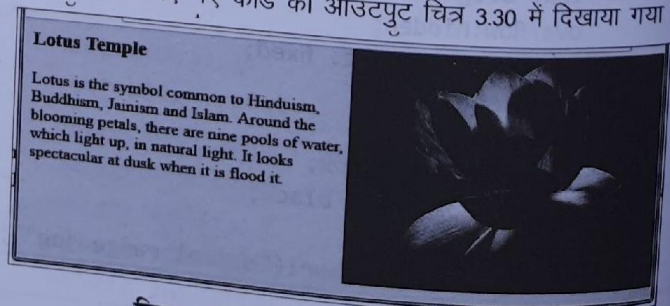 कोड का आउटपुट चित्र 3.30 में दिखाया गया
Lotus Temple
Lotus is the symbol common to Hinduism,
Buddhism, Jainism and Islam. Around the
blooming petals, there are nine pools of water,
which light up, in natural light. It looks
spectacular at dusk when it is flood it.